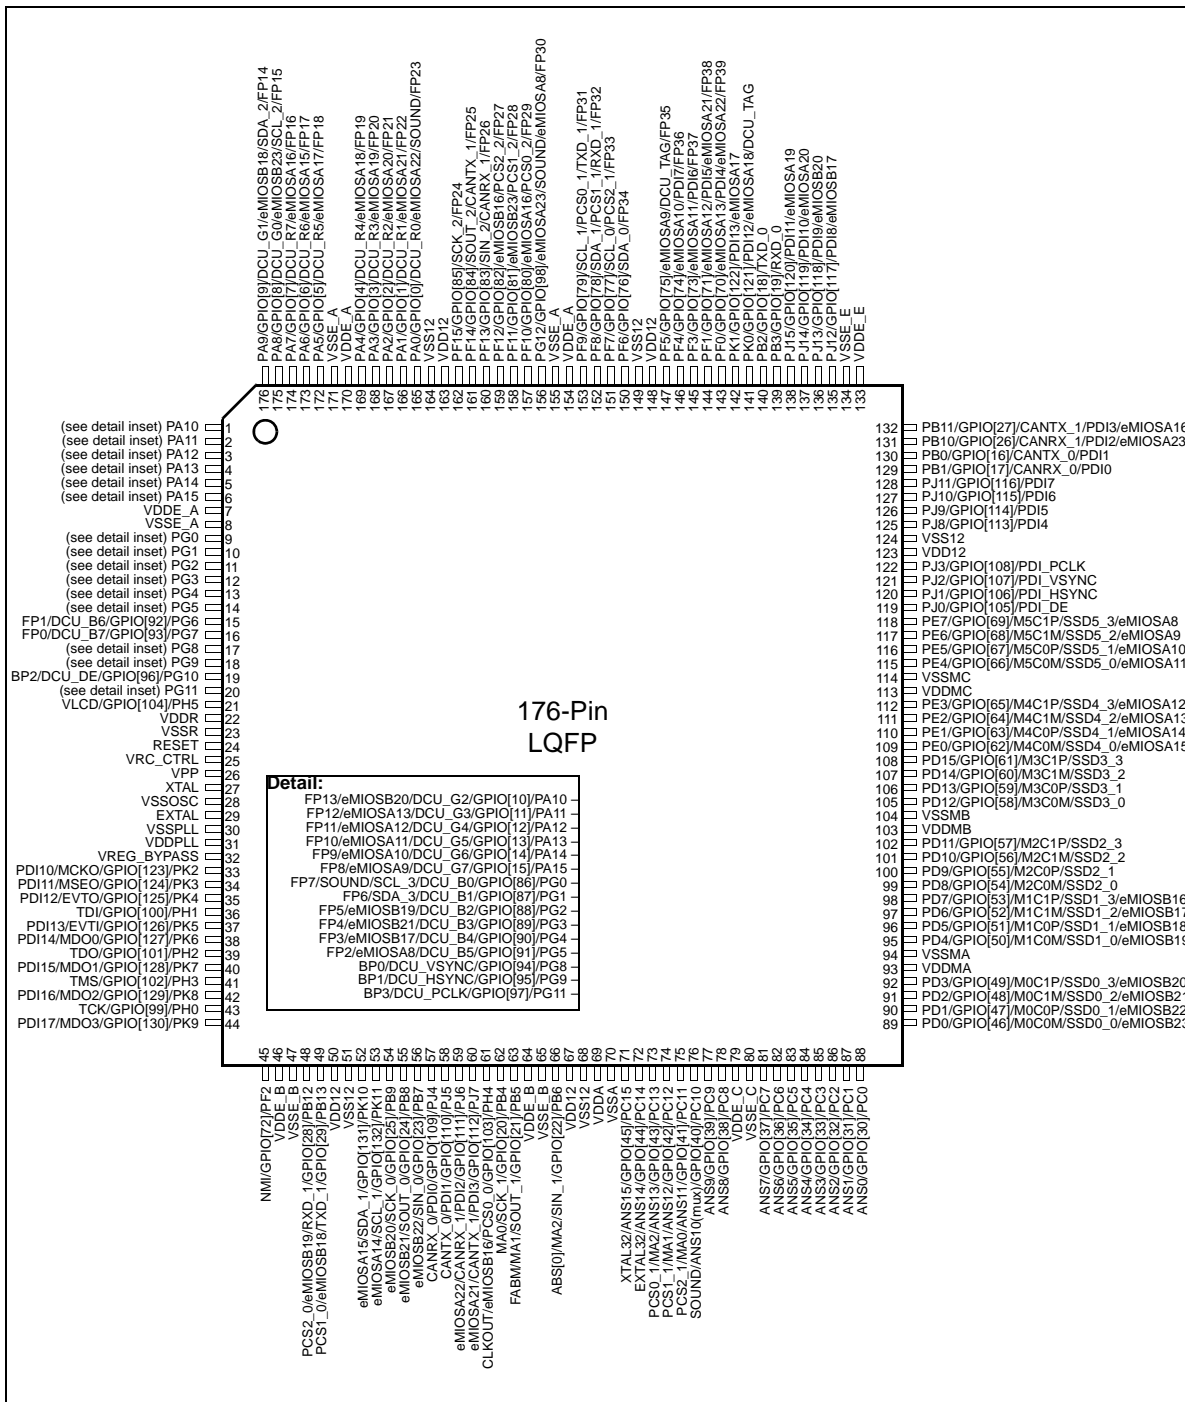 PA9/GPIO[9]/DCU_G1/eMIOSB18/SDA_2/FP14
PA8/GPIO[8]/DCU_G0/eMIOSB23/SCL_2/FP15
PA7/GPIO[7]/DCU_R7/eMIOSA16/FP16
PA6/GPIO[6]/DCU_R6/eMIOSA15/FP17
PA5/GPIO[5]/DCU_R5/eMIOSA17/FP18
VSSE_A
VDDE_A
PA4/GPIO[4]/DCU_R4/eMIOSA18/FP19
PA3/GPIO[3]/DCU_R3/eMIOSA19/FP20
PA2/GPIO[2]/DCU_R2/eMIOSA20/FP21
PA1/GPIO[1]/DCU_R1/eMIOSA21/FP22
PA0/GPIO[0]/DCU_R0/eMIOSA22/SOUND/FP23
VSS12
VDD12
PF15/GPIO[85]/SCK_2/FP24
PF14/GPIO[84]/SOUT_2/CANTX_1/FP25
PF13/GPIO[83]/SIN_2/CANRX_1/FP26
PF12/GPIO[82]/eMIOSB16/PCS2_2/FP27
PF11/GPIO[81]/eMIOSB23/PCS1_2/FP28
PF10/GPIO[80]/eMIOSA16/PCS0_2/FP29
PG12/GPIO[98]/eMIOSA23/SOUND/eMIOSA8/FP30
VSSE_A
VDDE_A
PF9/GPIO[79]/SCL_1/PCS0_1/TXD_1/FP31
PF8/GPIO[78]/SDA_1/PCS1_1/RXD_1/FP32
PF7/GPIO[77]/SCL_0/PCS2_1/FP33
PF6/GPIO[76]/SDA_0/FP34
VSS12
VDD12
PF5/GPIO[75]/eMIOSA9/DCU_TAG/FP35
PF4/GPIO[74]/eMIOSA10/PDI7/FP36
PF3/GPIO[73]/eMIOSA11/PDI6/FP37
PF1/GPIO[71]/eMIOSA12/PDI5/eMIOSA21/FP38
PF0/GPIO[70]/eMIOSA13/PDI4/eMIOSA22/FP39
PK1/GPIO[122]/PDI13/eMIOSA17
PK0/GPIO[121]/PDI12/eMIOSA18/DCU_TAG
PB2/GPIO[18]/TXD_0
PB3/GPIO[19]/RXD_0
PJ15/GPIO[120]/PDI11/eMIOSA19
PJ14/GPIO[119]/PDI10/eMIOSA20
PJ13/GPIO[118]/PDI9/eMIOSB20
PJ12/GPIO[117]/PDI8/eMIOSB17
VSSE_E
VDDE_E
176 175 174 173 172 171 170 169 168 167 166 165 164 163 162 161 160 159 158 157 156 155 154 153 152 151 150 149 148 147 146 145 144 143 142 141 140 139 138 137 136 135 134 133
(see detail inset) PA10 1
(see detail inset) PA11 2
(see detail inset) PA12 3
(see detail inset) PA13 4
(see detail inset) PA14 5
(see detail inset) PA15 6
VDDE_A 7
VSSE_A 8
(see detail inset) PG0 9
(see detail inset) PG1 10
(see detail inset) PG2 11
(see detail inset) PG3 12
(see detail inset) PG4 13
(see detail inset) PG5 14
FP1/DCU_B6/GPIO[92]/PG6 15
FP0/DCU_B7/GPIO[93]/PG7 16
(see detail inset) PG8 17
(see detail inset) PG9 18
BP2/DCU_DE/GPIO[96]/PG10 19
(see detail inset) PG11 20
VLCD/GPIO[104]/PH5 21
VDDR 22
VSSR 23
RESET 24
VRC_CTRL 25
VPP 26
XTAL 27
VSSOSC 28
EXTAL 29
VSSPLL 30
VDDPLL 31
VREG_BYPASS 32
PDI10/MCKO/GPIO[123]/PK2 33
PDI11/MSEO/GPIO[124]/PK3 34
PDI12/EVTO/GPIO[125]/PK4 35
TDI/GPIO[100]/PH1 36
PDI13/EVTI/GPIO[126]/PK5 37
PDI14/MDO0/GPIO[127]/PK6 38
TDO/GPIO[101]/PH2 39
PDI15/MDO1/GPIO[128]/PK7 40
TMS/GPIO[102]/PH3 41
PDI16/MDO2/GPIO[129]/PK8 42
TCK/GPIO[99]/PH0 43
PDI17/MDO3/GPIO[130]/PK9 44
176-Pin
LQFP
Detail:
FP13/eMIOSB20/DCU_G2/GPIO[10]/PA10
FP12/eMIOSA13/DCU_G3/GPIO[11]/PA11
FP11/eMIOSA12/DCU_G4/GPIO[12]/PA12
FP10/eMIOSA11/DCU_G5/GPIO[13]/PA13
FP9/eMIOSA10/DCU_G6/GPIO[14]/PA14
FP8/eMIOSA9/DCU_G7/GPIO[15]/PA15
FP7/SOUND/SCL_3/DCU_B0/GPIO[86]/PG0
FP6/SDA_3/DCU_B1/GPIO[87]/PG1
FP5/eMIOSB19/DCU_B2/GPIO[88]/PG2
FP4/eMIOSB21/DCU_B3/GPIO[89]/PG3
FP3/eMIOSB17/DCU_B4/GPIO[90]/PG4
FP2/eMIOSA8/DCU_B5/GPIO[91]/PG5
BP0/DCU_VSYNC/GPIO[94]/PG8
BP1/DCU_HSYNC/GPIO[95]/PG9
BP3/DCU_PCLK/GPIO[97]/PG11
132 PB11/GPIO[27]/CANTX_1/PDI3/eMIOSA16
131 PB10/GPIO[26]/CANRX_1/PDI2/eMIOSA23
130 PB0/GPIO[16]/CANTX_0/PDI1
129 PB1/GPIO[17]/CANRX_0/PDI0
128 PJ11/GPIO[116]/PDI7
127 PJ10/GPIO[115]/PDI6
126 PJ9/GPIO[114]/PDI5
125 PJ8/GPIO[113]/PDI4
124 VSS12
123 VDD12
122 PJ3/GPIO[108]/PDI_PCLK
121 PJ2/GPIO[107]/PDI_VSYNC
120 PJ1/GPIO[106]/PDI_HSYNC
119 PJ0/GPIO[105]/PDI_DE
118 PE7/GPIO[69]/M5C1P/SSD5_3/eMIOSA8
117 PE6/GPIO[68]/M5C1M/SSD5_2/eMIOSA9
116 PE5/GPIO[67]/M5C0P/SSD5_1/eMIOSA10
115 PE4/GPIO[66]/M5C0M/SSD5_0/eMIOSA11
114 VSSMC
113 VDDMC
112 PE3/GPIO[65]/M4C1P/SSD4_3/eMIOSA12
111 PE2/GPIO[64]/M4C1M/SSD4_2/eMIOSA13
110 PE1/GPIO[63]/M4C0P/SSD4_1/eMIOSA14
109 PE0/GPIO[62]/M4C0M/SSD4_0/eMIOSA15
108 PD15/GPIO[61]/M3C1P/SSD3_3
107 PD14/GPIO[60]/M3C1M/SSD3_2
106 PD13/GPIO[59]/M3C0P/SSD3_1
105 PD12/GPIO[58]/M3C0M/SSD3_0
104 VSSMB
103 VDDMB
102 PD11/GPIO[57]/M2C1P/SSD2_3
101 PD10/GPIO[56]/M2C1M/SSD2_2
100 PD9/GPIO[55]/M2C0P/SSD2_1
99 PD8/GPIO[54]/M2C0M/SSD2_0
98 PD7/GPIO[53]/M1C1P/SSD1_3/eMIOSB16
97 PD6/GPIO[52]/M1C1M/SSD1_2/eMIOSB17
96 PD5/GPIO[51]/M1C0P/SSD1_1/eMIOSB18
95 PD4/GPIO[50]/M1C0M/SSD1_0/eMIOSB19
94 VSSMA
93 VDDMA
92 PD3/GPIO[49]/M0C1P/SSD0_3/eMIOSB20
91 PD2/GPIO[48]/M0C1M/SSD0_2/eMIOSB21
90 PD1/GPIO[47]/M0C0P/SSD0_1/eMIOSB22
89 PD0/GPIO[46]/M0C0M/SSD0_0/eMIOSB23
45 46 47 48 49 50 51 52 53 54 55 56 57 58 59 60 61 62 63 64 65 66 67 68 69 70 71 72 73 74 75 76 77 78 79 80 81 82 83 84 85 86 87 88
NMI/GPIO[72]/PF2
VDDE_B
VSSE_B
PCS2_0/eMIOSB19/RXD_1/GPIO[28]/PB12
PCS1_0/eMIOSB18/TXD_1/GPIO[29]/PB13
VDD12
VSS12
eMIOSA15/SDA_1/GPIO[131]/PK10
eMIOSA14/SCL_1/GPIO[132]/PK11
eMIOSB20/SCK_0/GPIO[25]/PB9
eMIOSB21/SOUT_0/GPIO[24]/PB8
eMIOSB22/SIN_0/GPIO[23]/PB7
CANRX_0/PDI0/GPIO[109]/PJ4
CANTX_0/PDI1/GPIO[110]/PJ5
eMIOSA22/CANRX_1/PDI2/GPIO[111]/PJ6
eMIOSA21/CANTX_1/PDI3/GPIO[112]/PJ7
CLKOUT/eMIOSB16/PCS0_0/GPIO[103]/PH4
MA0/SCK_1/GPIO[20]/PB4
FABM/MA1/SOUT_1/GPIO[21]/PB5
VDDE_B
VSSE_B
ABS[0]/MA2/SIN_1/GPIO[22]/PB6
VDD12
VSS12
VDDA
VSSA
XTAL32/ANS15/GPIO[45]/PC15
EXTAL32/ANS14/GPIO[44]/PC14
PCS0_1/MA2/ANS13/GPIO[43]/PC13
PCS1_1/MA1/ANS12/GPIO[42]/PC12
PCS2_1/MA0/ANS11/GPIO[41]/PC11
SOUND/ANS10(mux)/GPIO[40]/PC10
ANS9/GPIO[39]/PC9
ANS8/GPIO[38]/PC8
VDDE_C
VSSE_C
ANS7/GPIO[37]/PC7
ANS6/GPIO[36]/PC6
ANS5/GPIO[35]/PC5
ANS4/GPIO[34]/PC4
ANS3/GPIO[33]/PC3
ANS2/GPIO[32]/PC2
ANS1/GPIO[31]/PC1
ANS0/GPIO[30]/PC0